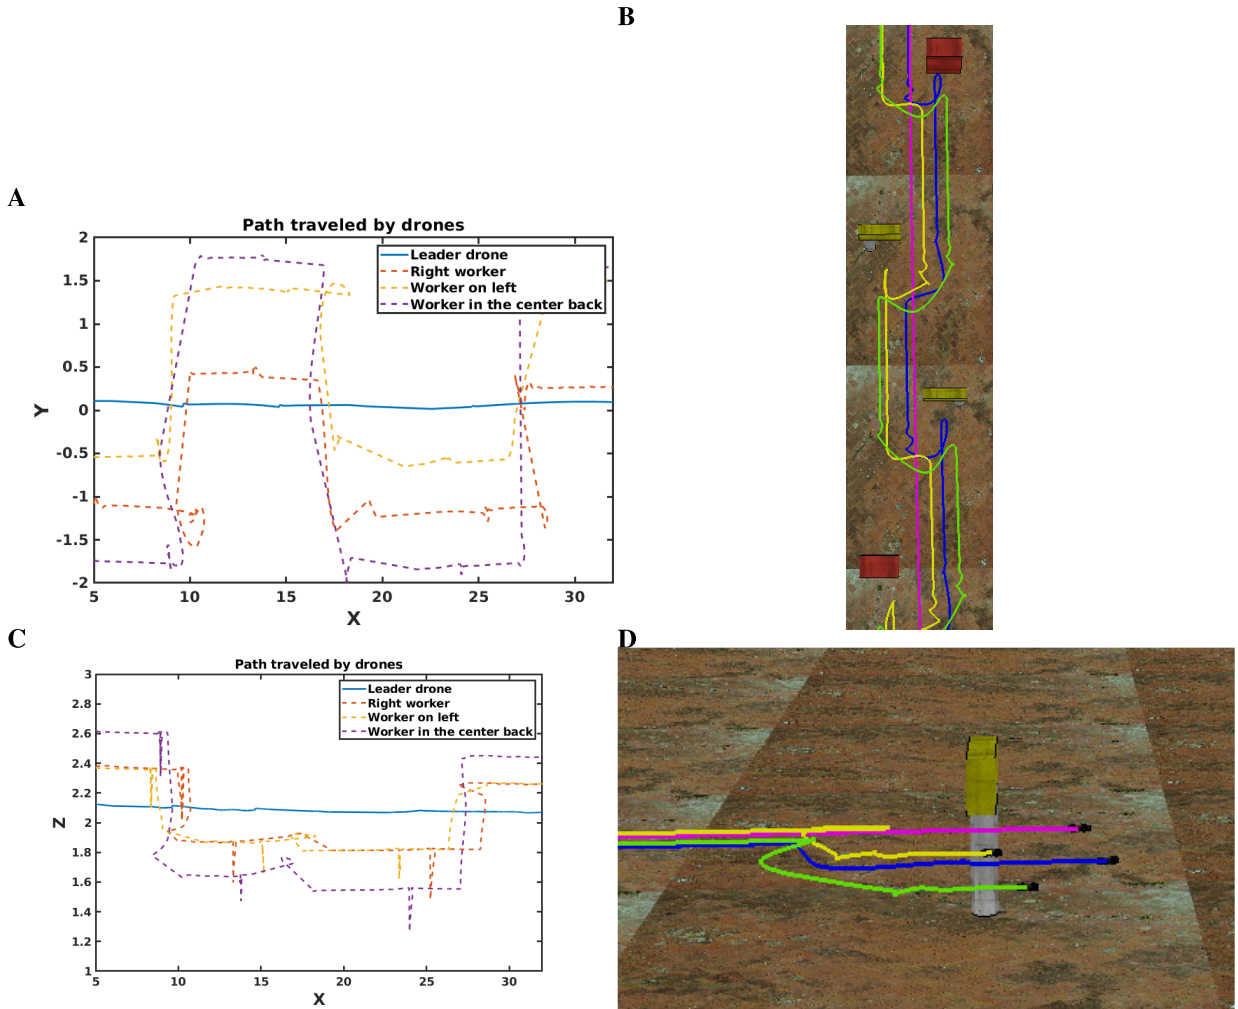 B
A
Path traveled by drones
Leader drone
Right worker
Worker on left
Worker in the center back
2
1.5
1
0.5
0
-0.5
-1
-1.5
-2
Y
5 10 15 20 25 30
X
C
D
Path traveled by drones
Leader drone
Right worker
Worker on left
Worker in the center back
3
2.8
2.6
2.4
2.2
2
1.8
1.6
1.4
1.2
1
Z
5 10 15 20 25 30
X